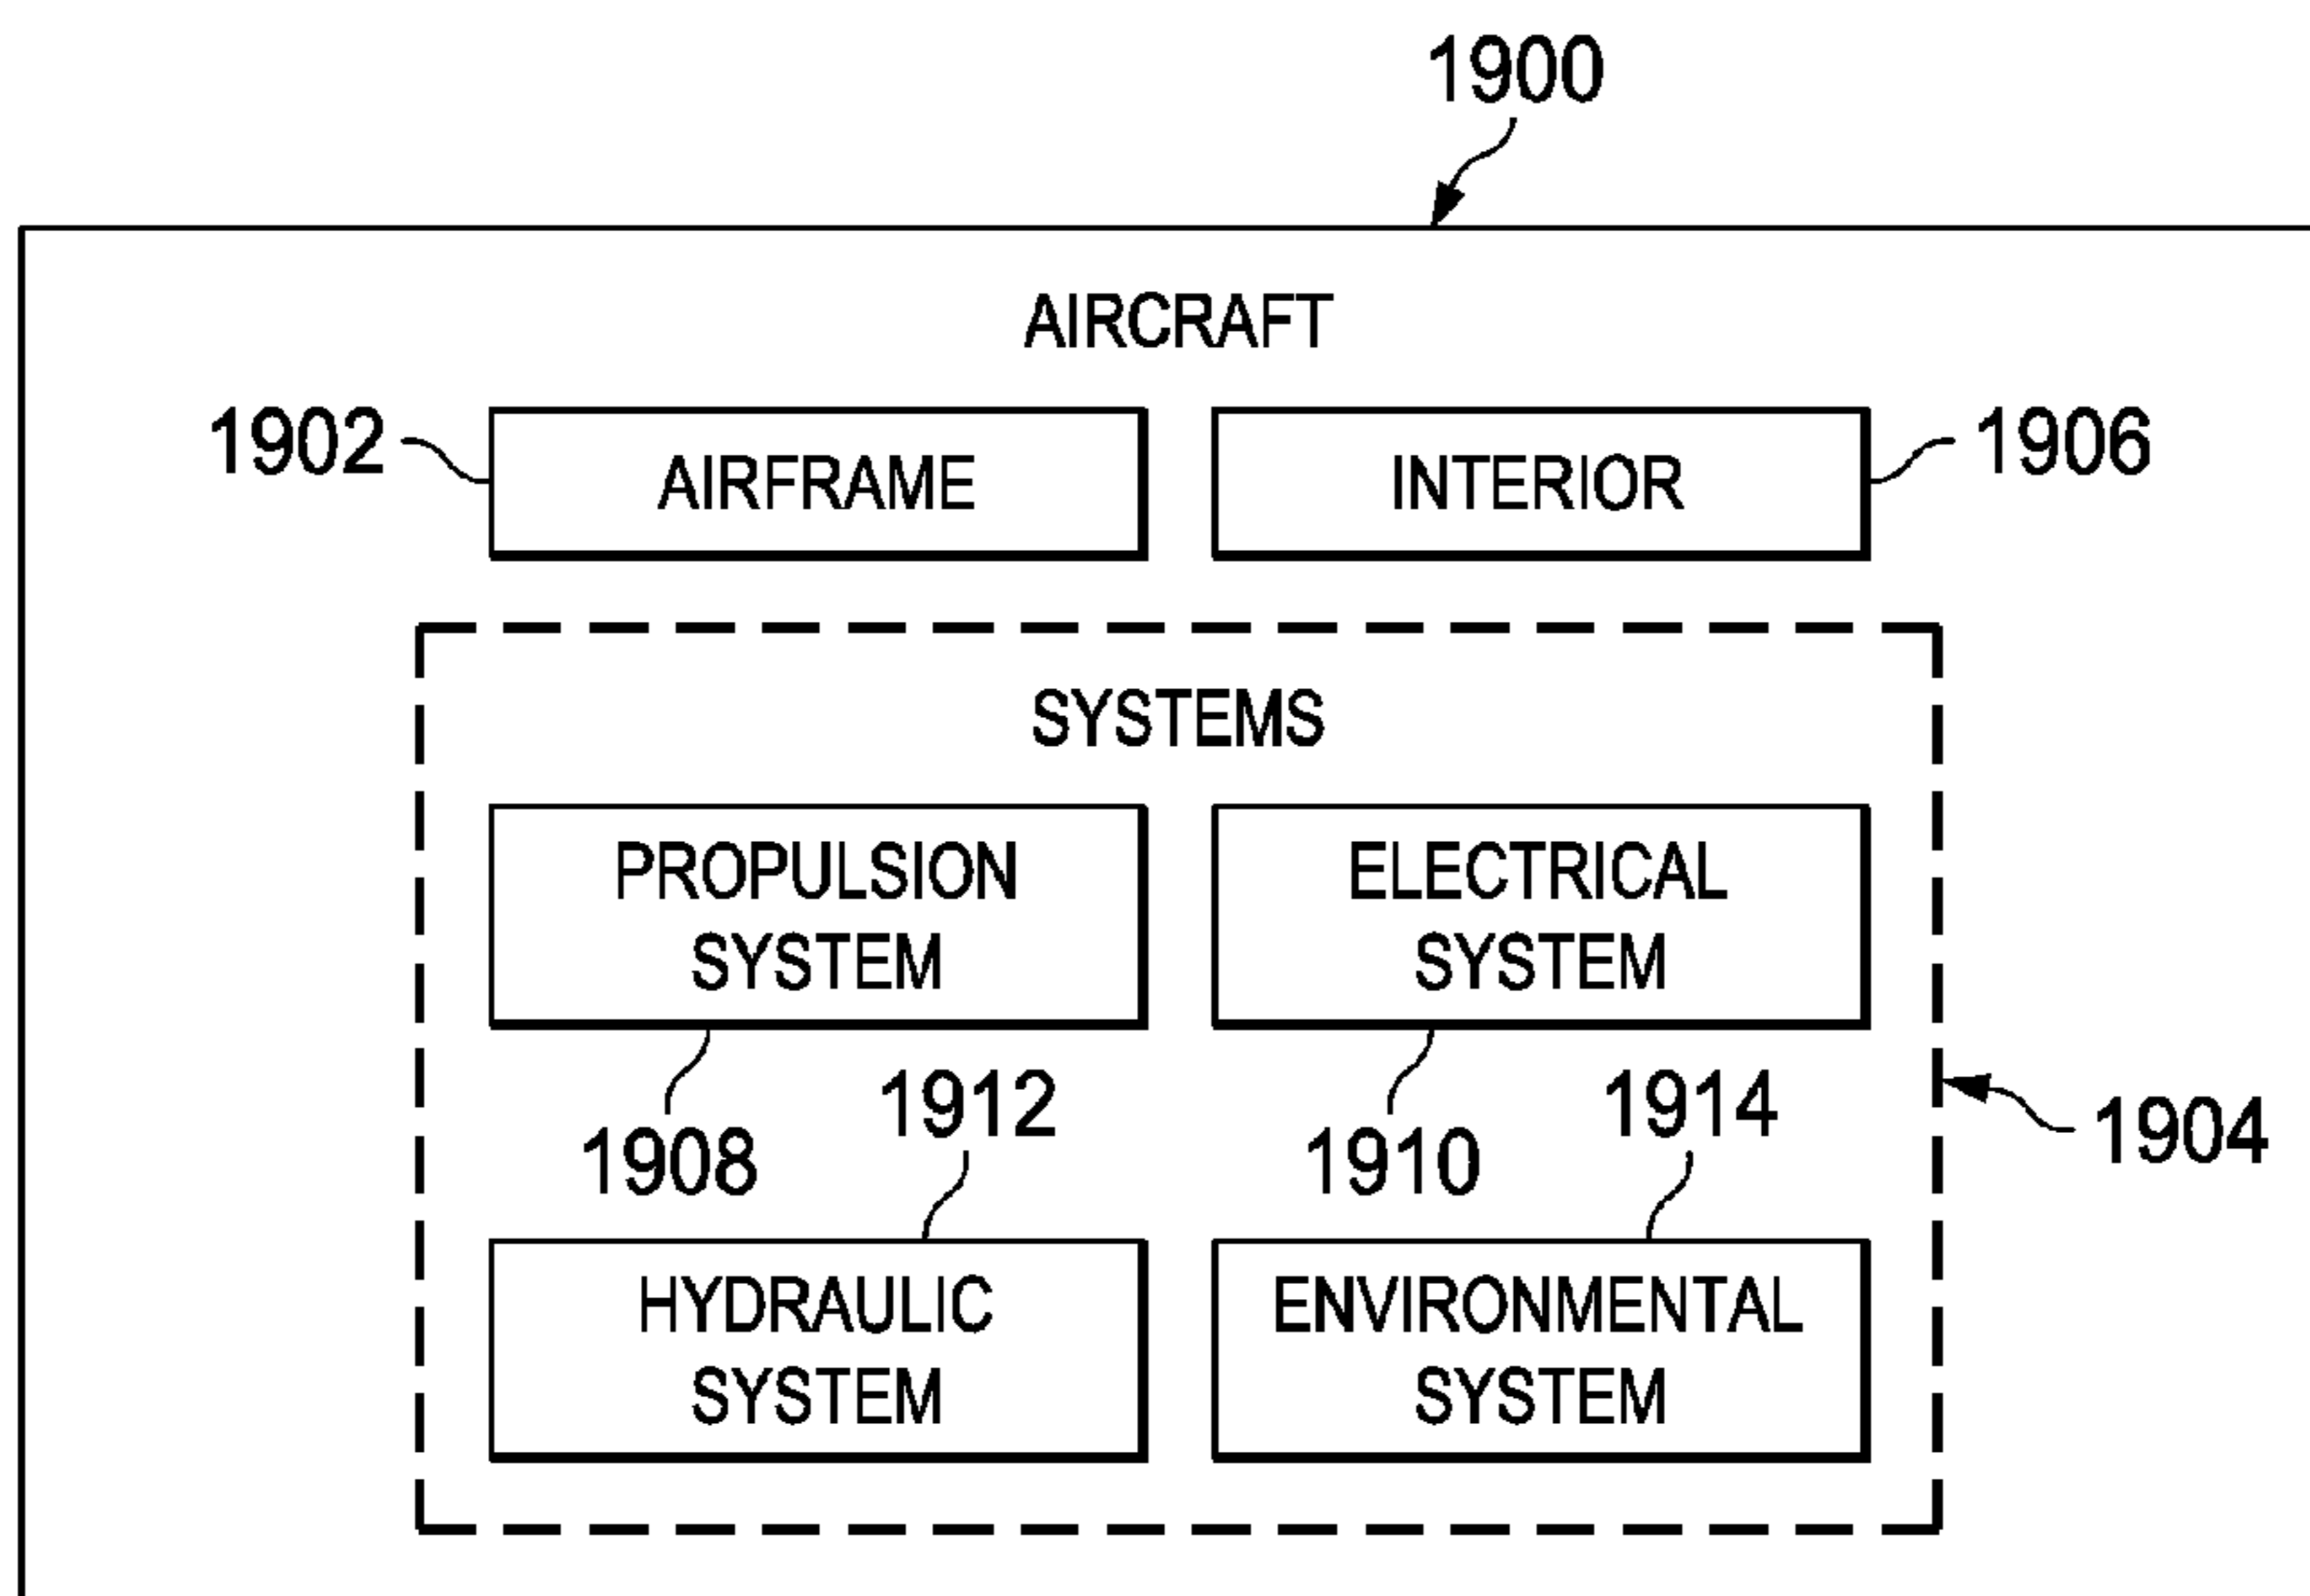 1900
AIRCRAFT
1902
AIRFRAME
INTERIOR
1906
SYSTEMS
PROPULSION
SYSTEM
ELECTRICAL
SYSTEM
1908
1912
1910
1914
1904
HYDRAULIC
SYSTEM
ENVIRONMENTAL
SYSTEM